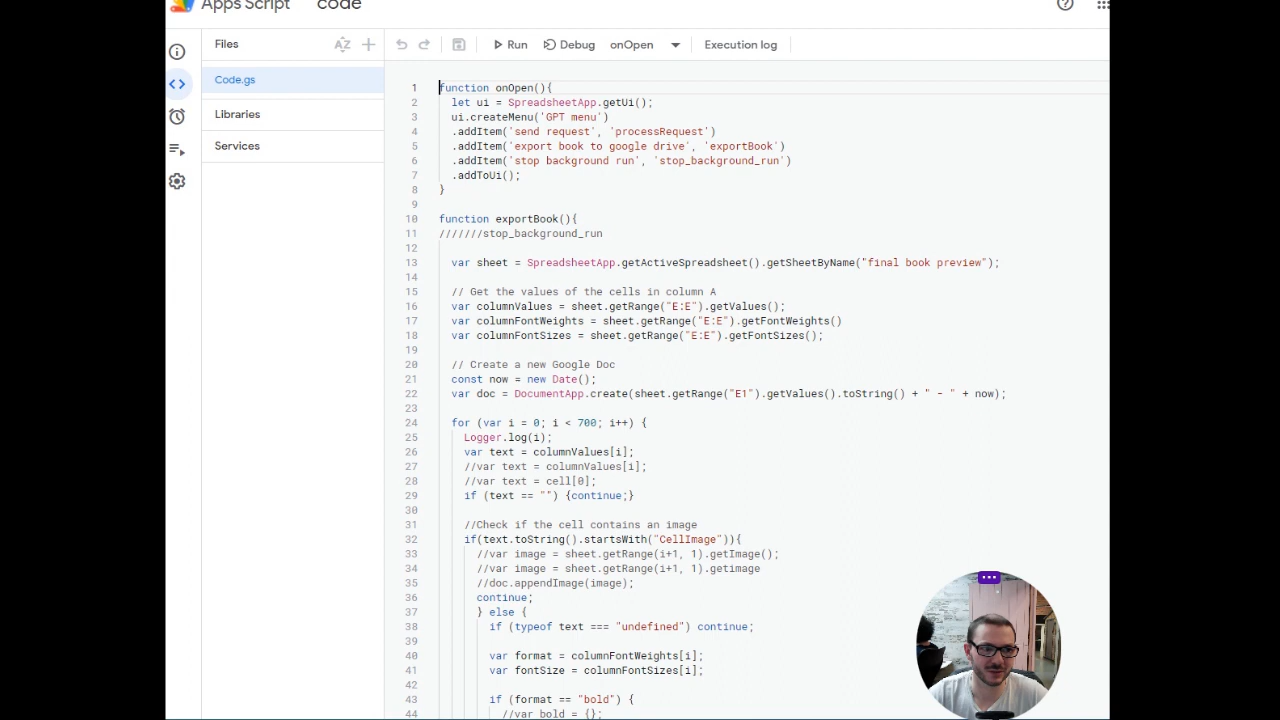 Apps Script code
Files
Run Debug onOpen Execution log
Code.gs
Libraries
Services
1 function onOpen(){
2 let ui = SpreadsheetApp.getUi();
3 ui.createMenu('GPT menu')
4 .addItem('send request', 'processRequest')
5 .addItem('export book to google drive', 'exportBook')
6 .addItem('stop background run', 'stop_background_run')
7 .addToUi();
8 }
9
10 function exportBook(){
11 ///////stop_background_run
12
13 var sheet = SpreadsheetApp.getActiveSpreadsheet().getSheetByName("final book preview");
14
15 // Get the values of the cells in column A
16 var columnValues = sheet.getRange("E:E").getValues();
17 var columnFontWeights = sheet.getRange("E:E").getFontWeights()
18 var columnFontSizes = sheet.getRange("E:E").getFontSizes();
19
20 // Create a new Google Doc
21 const now = new Date();
22 var doc = DocumentApp.create(sheet.getRange("E1").getValues().toString() + " - " + now);
23
24 for (var i = 0; i < 700; i++) {
25 Logger.log(i);
26 var text = columnValues[i];
27 //var text = columnValues[i];
28 //var text = cell[0];
29 if (text == "") {continue;}
30
31 //Check if the cell contains an image
32 if(text.toString().startsWith("CellImage")){
33 //var image = sheet.getRange(i+1, 1).getImage();
34 //var image = sheet.getRange(i+1, 1).getimage
35 //doc.appendImage(image);
36 continue;
37 } else {
38 if (typeof text === "undefined") continue;
39
40 var format = columnFontWeights[i];
41 var fontSize = columnFontSizes[i];
42
43 if (format == "bold") {
44 //var bold = {};